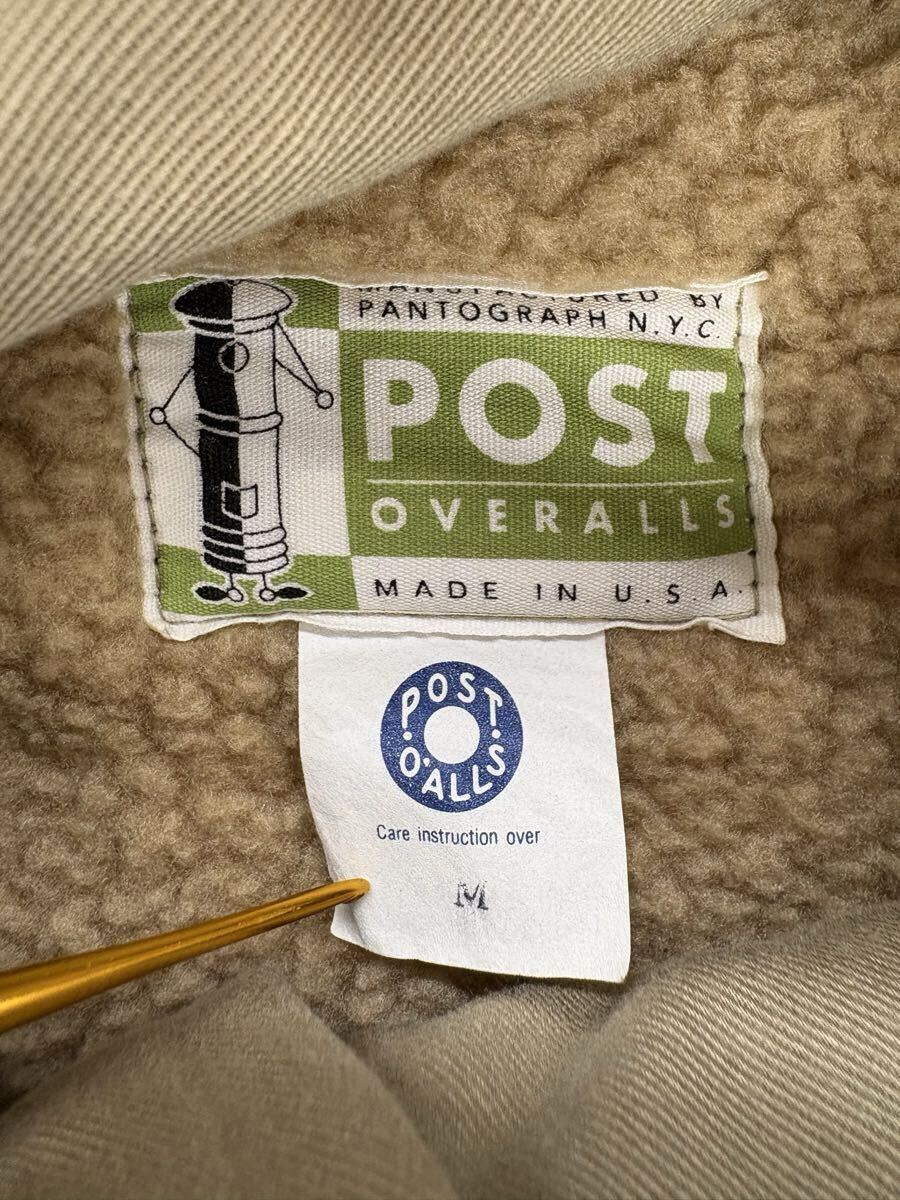 MANUFACTURED BY
PANTOGRAPH N.Y.C.
POST
OVERALLS
MADE IN U.S.A.
POST
O'ALLS
Care instruction over
M